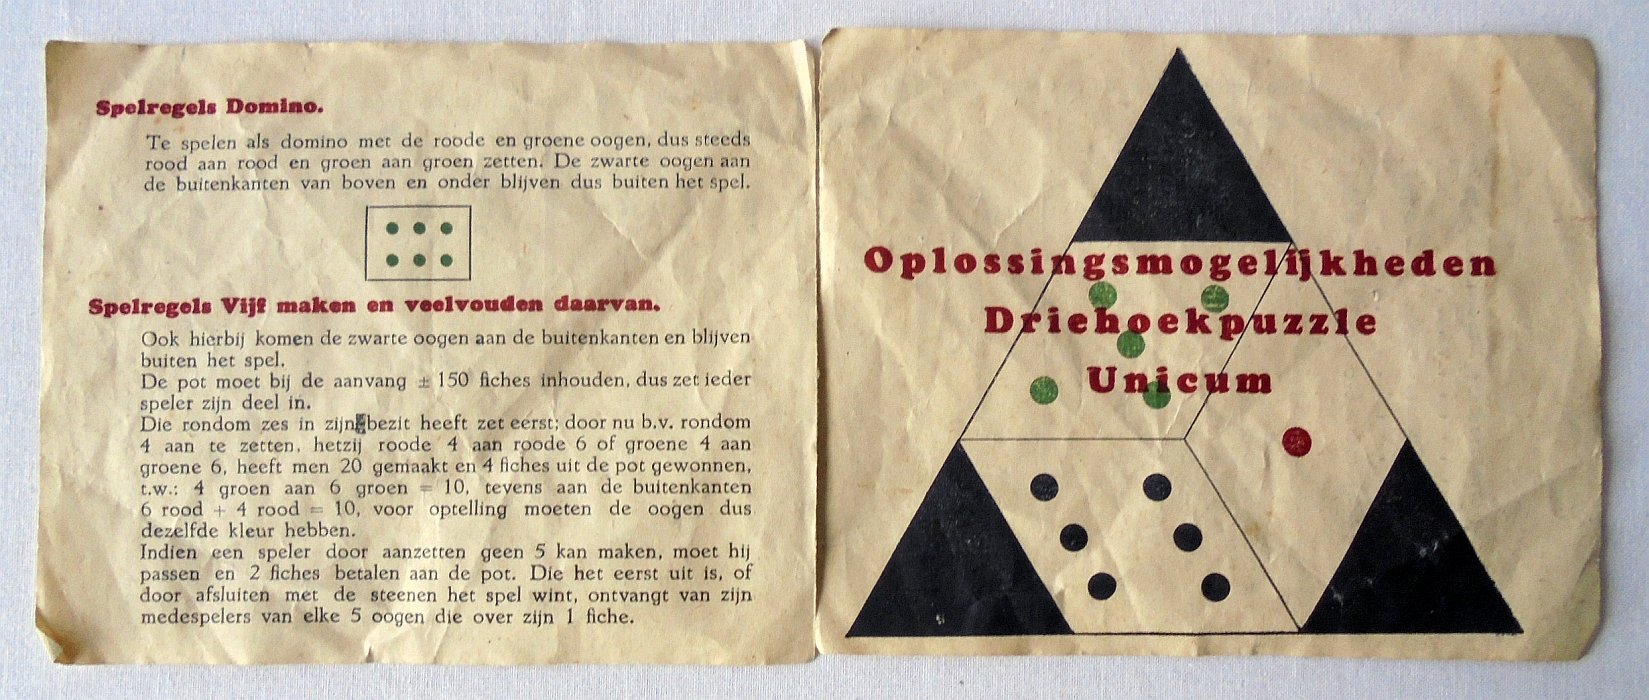 Spelregels Domino.
Te spelen als domino met de roode en groene oogen, dus steeds
rood aan rood en groen aan groen zetten. De zwarte oogen aan
de buitenkanten van boven en onder blijven dus buiten het spel.
Spelregels Vijf maken en veelvouden daarvan.
Ook hierbij komen de zwarte oogen aan de buitenkanten en blijven
buiten het spel.
De pot moet bij de aanvang ± 150 fiches inhouden, dus zet ieder
speler zijn deel in.
Die rondom zes in zijn bezit heeft zet eerst; door nu b.v. rondom
4 aan te zetten, hetzij roode 4 aan roode 6 of groene 4 aan
groene 6, heeft men 20 gemaakt en 4 fiches uit de pot gewonnen,
t.w.: 4 groen aan 6 groen = 10, tevens aan de buitenkanten
6 rood + 4 rood = 10, voor optelling moeten de oogen dus
dezelfde kleur hebben.
Indien een speler door aanzetten geen 5 kan maken, moet hij
passen en 2 fiches betalen aan de pot. Die het eerst uit is, of
door afsluiten met de steenen het spel wint, ontvangt van zijn
medespelers van elke 5 oogen die over zijn 1 fiche.
Oplossingsmogelijkheden
Driehoekpuzzle
Unicum